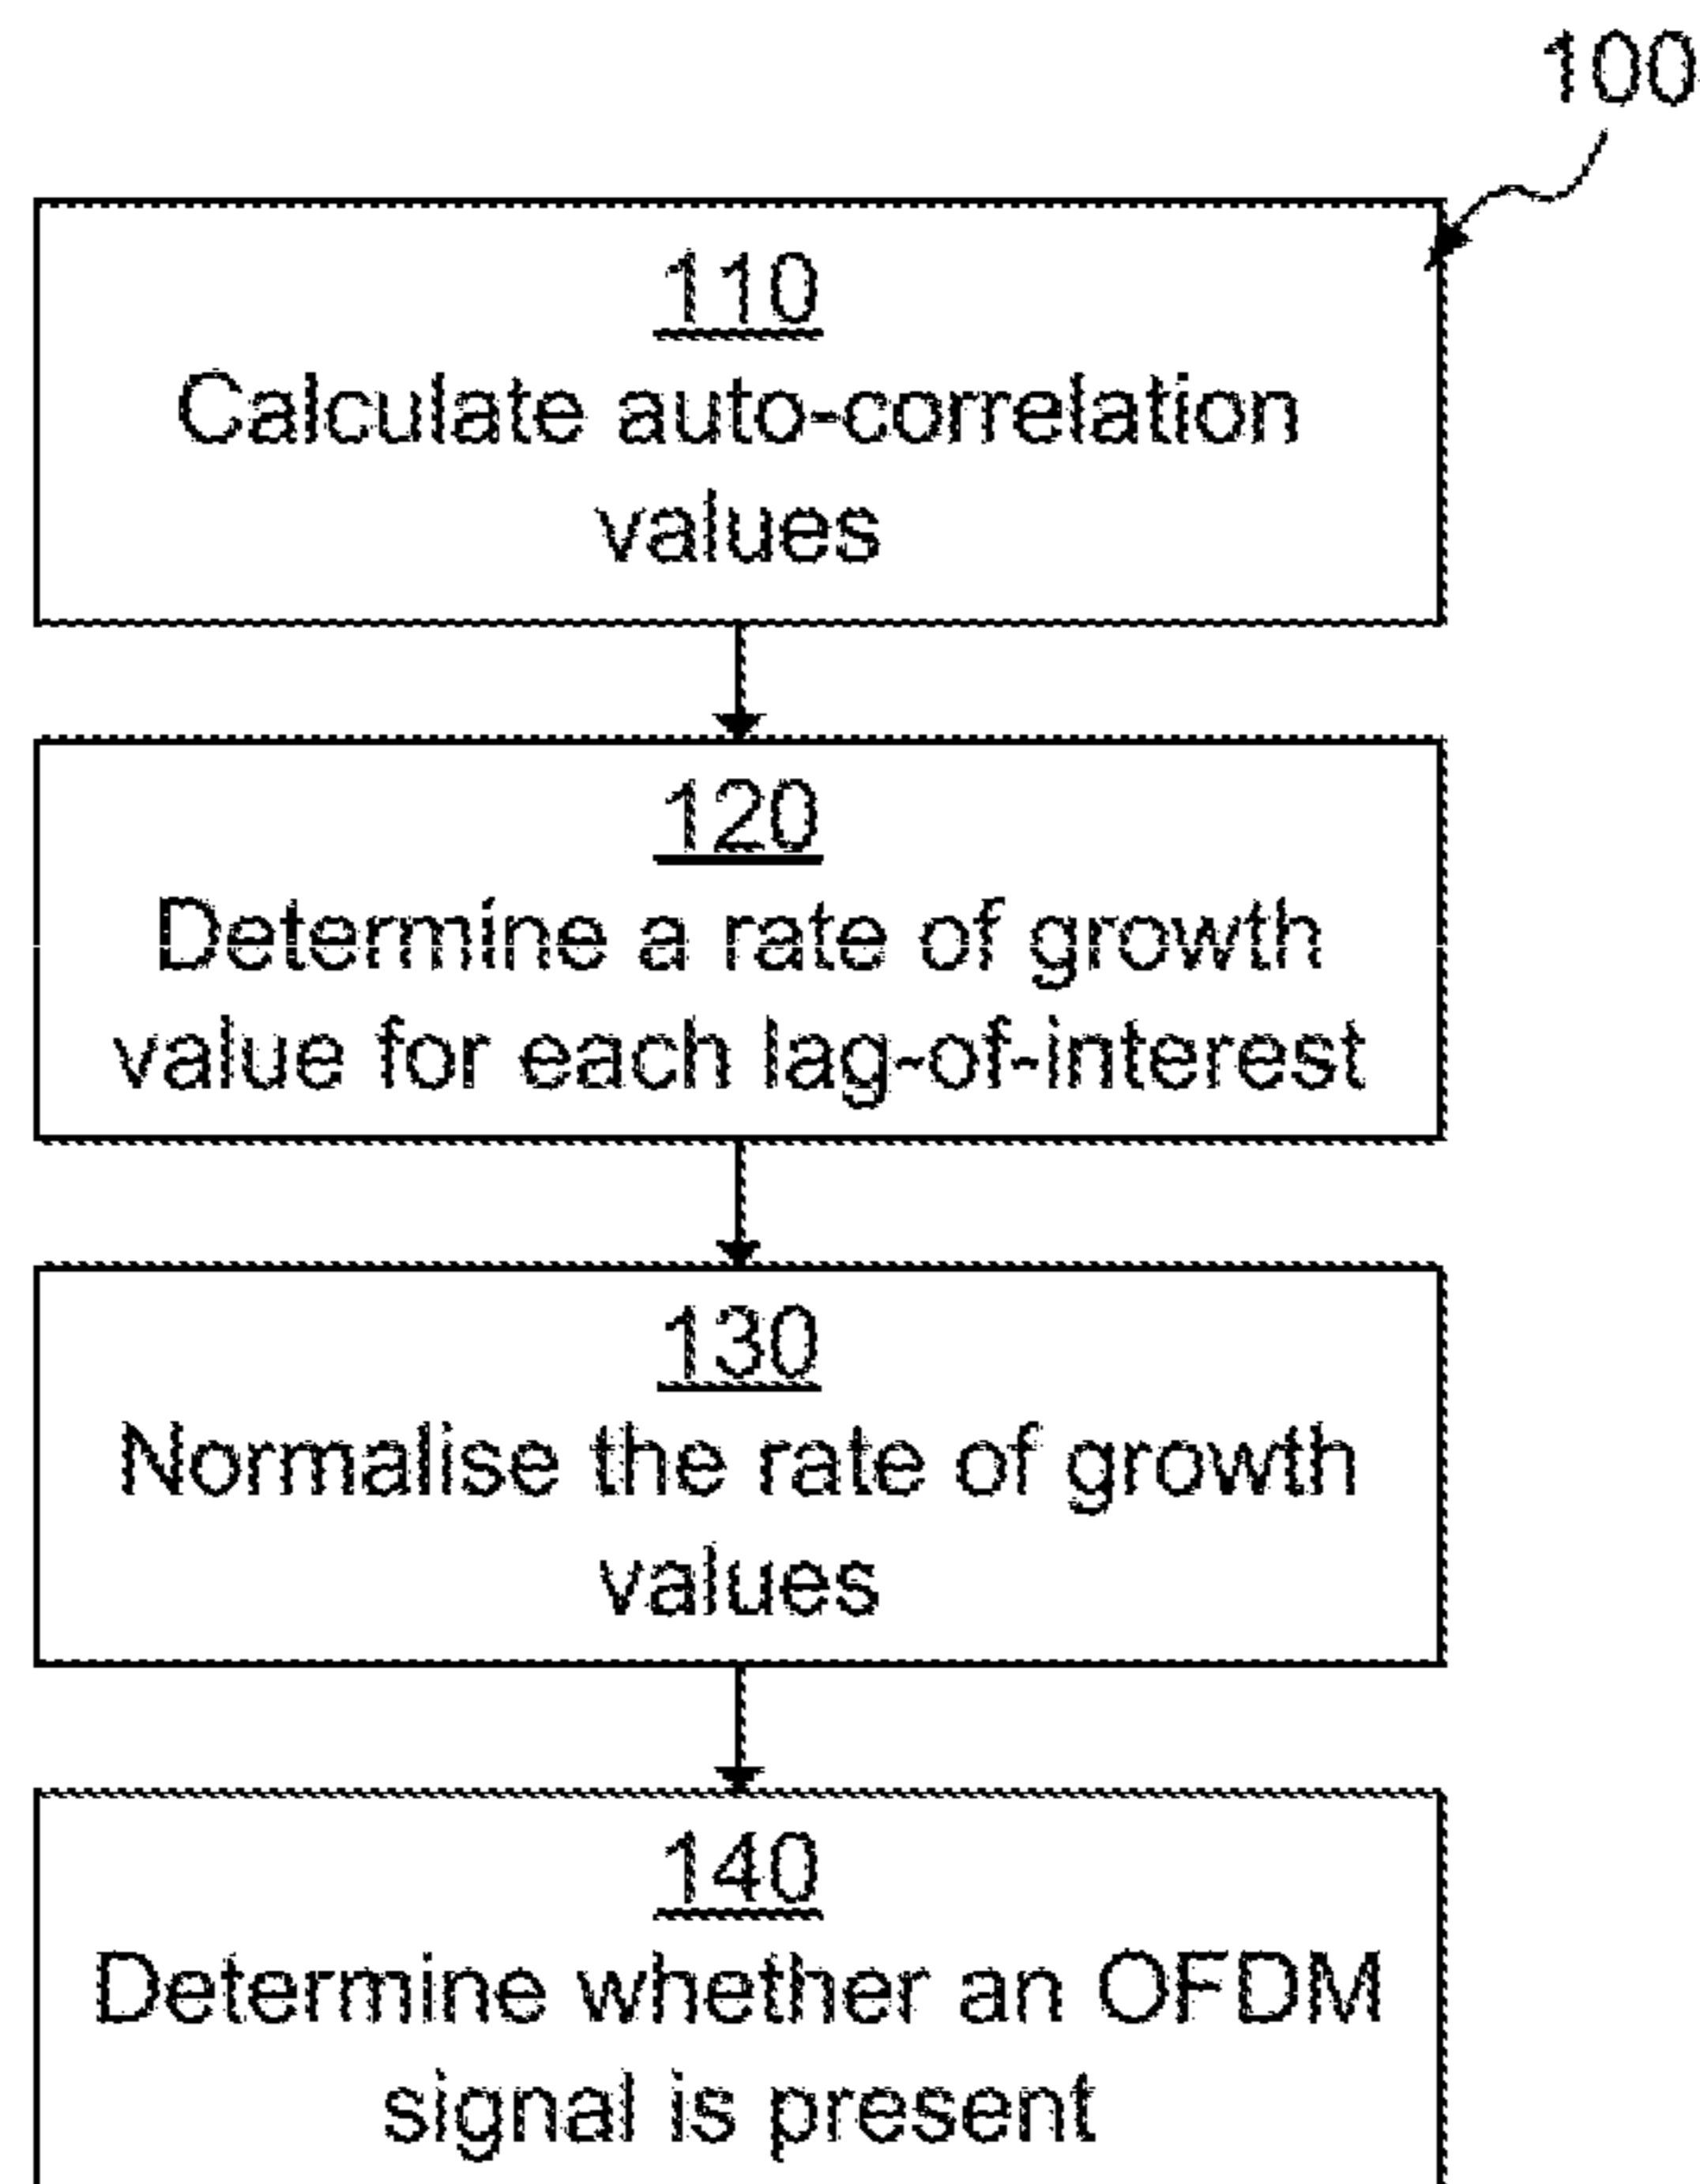 100
110
Calculate auto-correlation
values
120
Determine a rate of growth
value for each lag-of-interest
130
Normalise the rate of growth
values
140
Determine whether an OFDM
signal is present